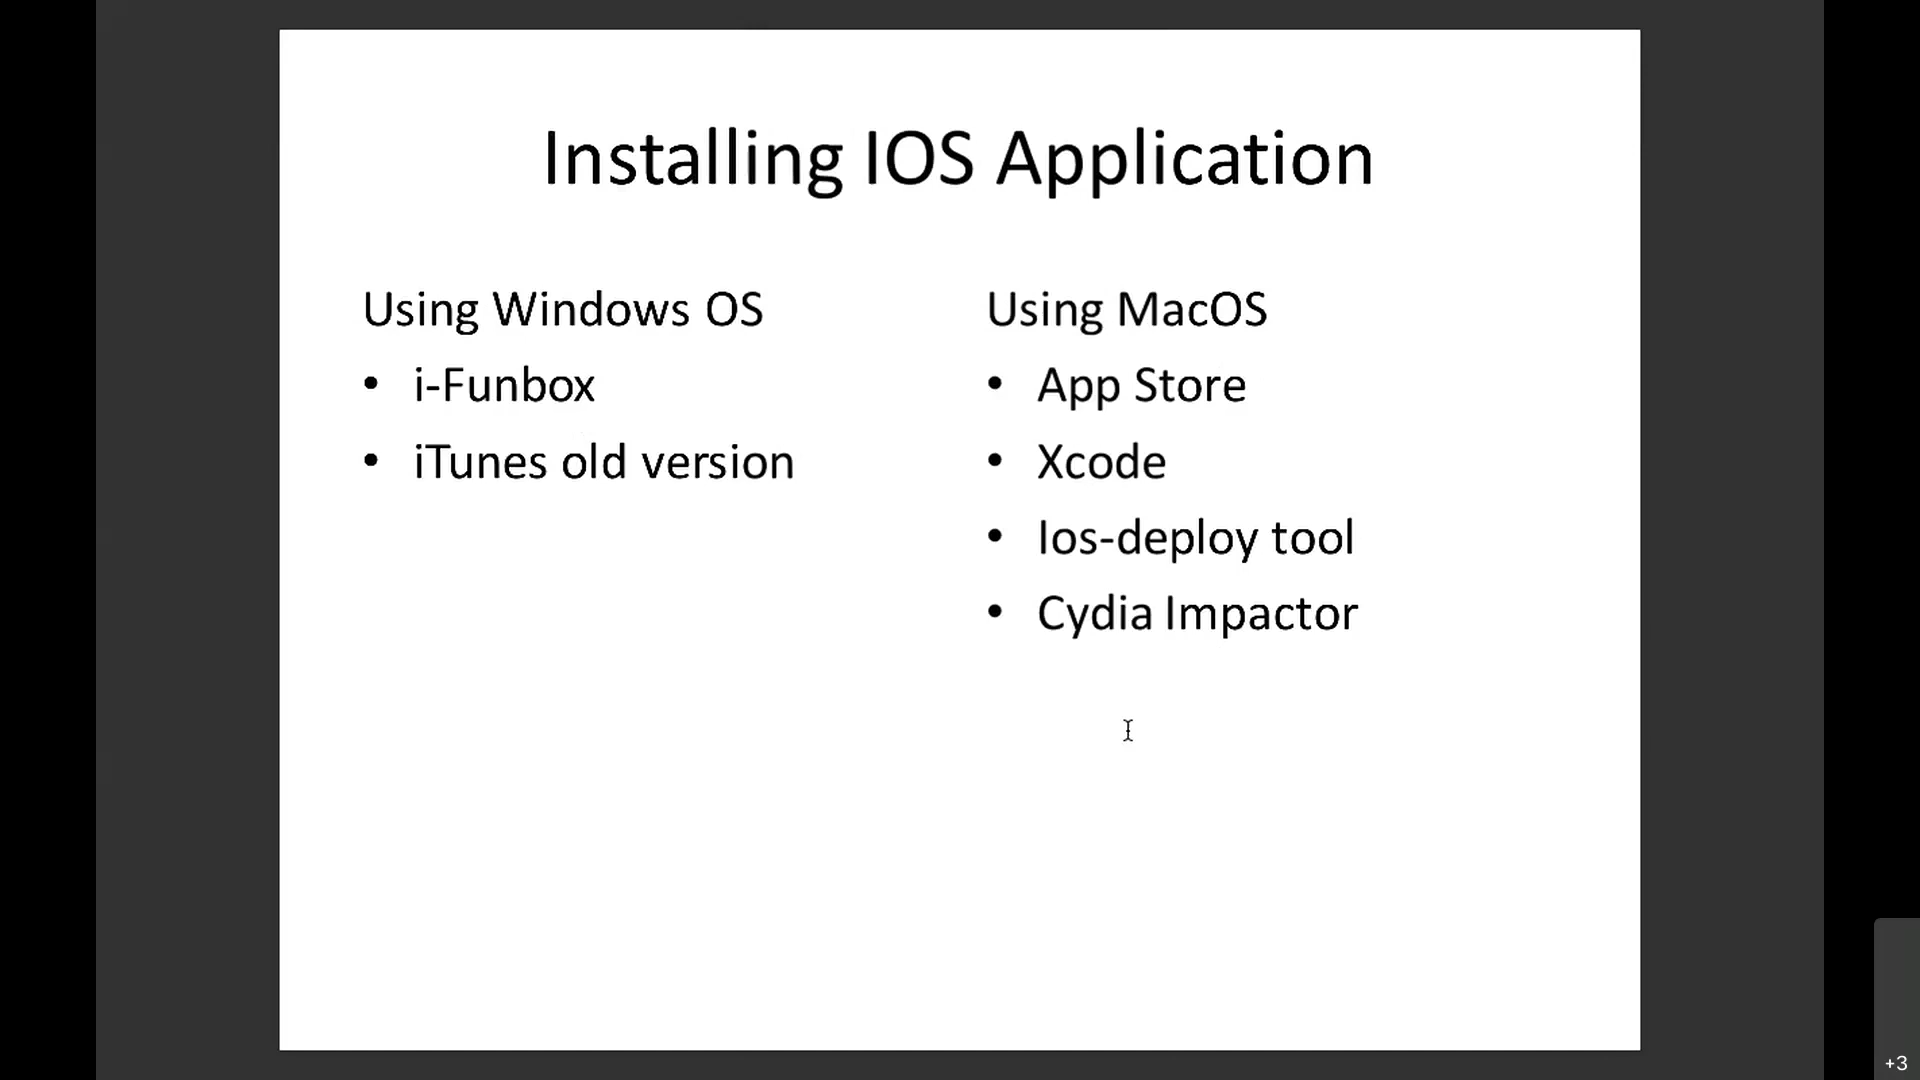 Installing IOS Application
Using Windows OS
• i-Funbox
• iTunes old version
Using MacOS
• App Store
• Xcode
• Ios-deploy tool
• Cydia Impactor
+3